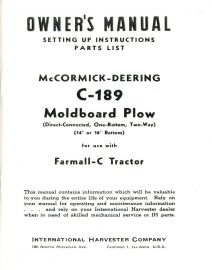 OWNER'S MANUAL
SETTING UP INSTRUCTIONS
PARTS LIST
McCORMICK-DEERING
C-189
Moldboard Plow
(Direct-Connected, One-Bottom, Two-Way)
(14" or 16" Bottom)
for use with
Farmall-C Tractor
This manual contains information which will be valuable
to you during the entire life of your equipment. Rely on
your manual for operating and maintenance information
. . . . and rely on your International Harvester dealer
when in need of skilled mechanical service or IH parts.
INTERNATIONAL HARVESTER COMPANY
180 NORTH MICHIGAN AVE. CHICAGO 1, ILLINOIS, U.S.A.